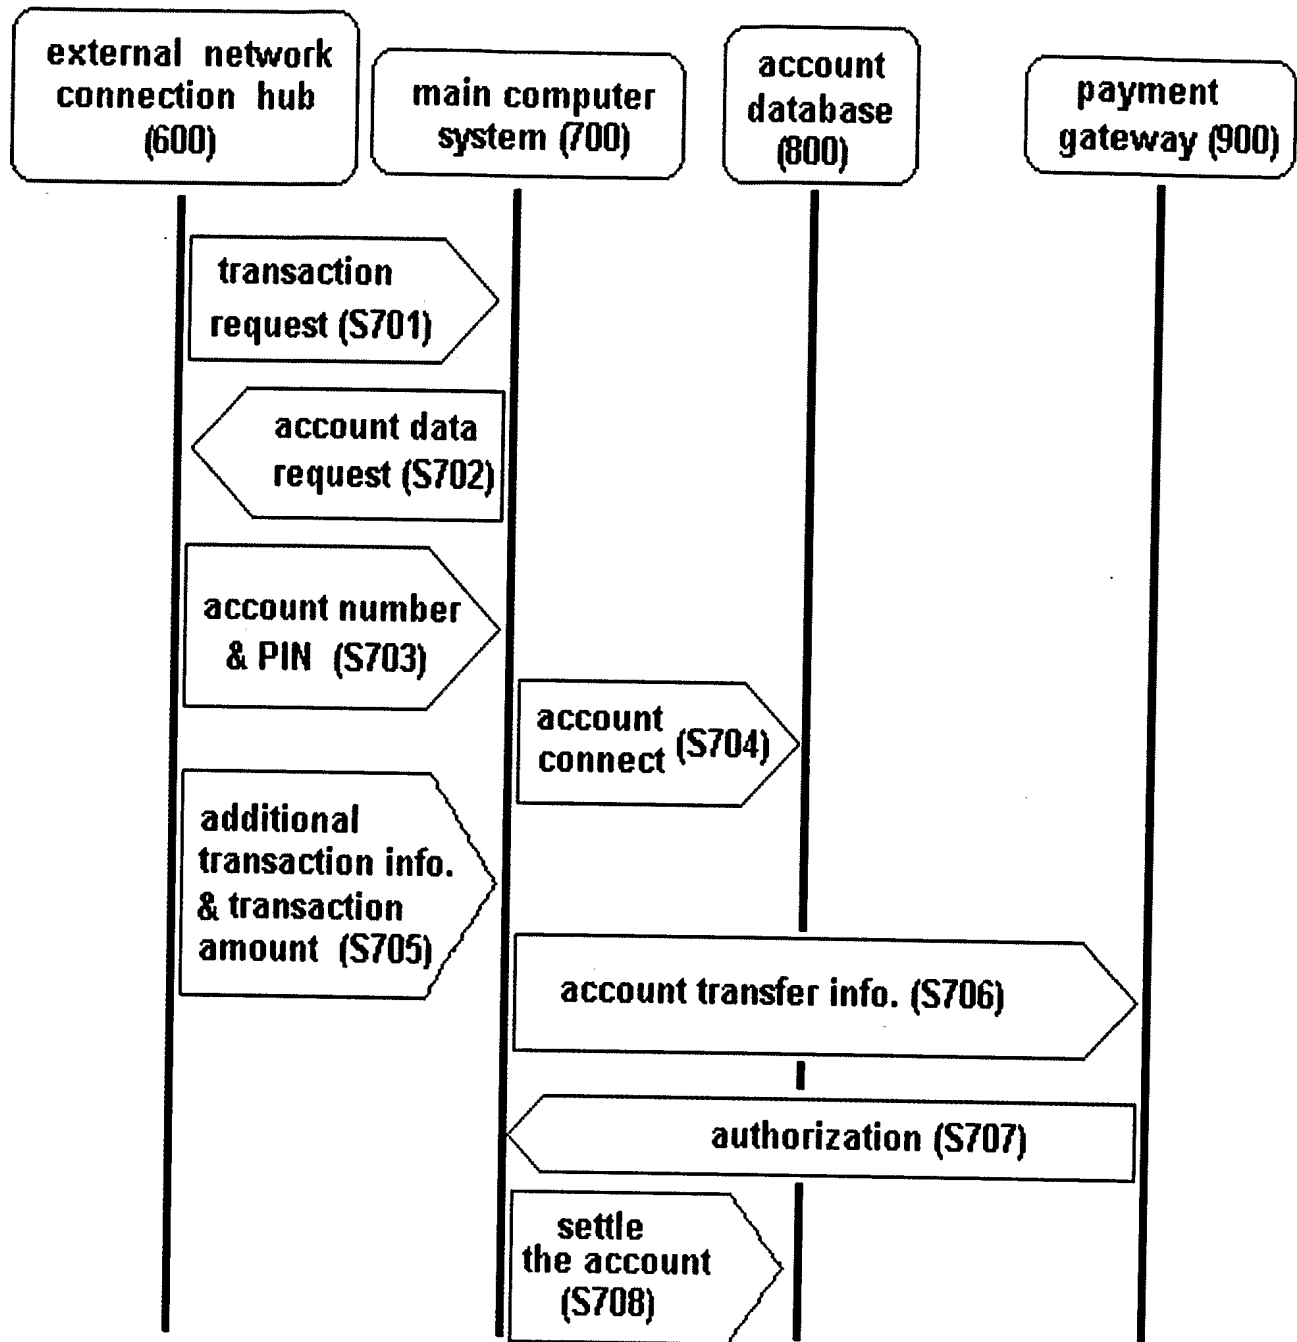 external network
connection hub
(600)
main computer
system (700)
account
database
(800)
payment
gateway (900)
transaction
request (S701)
account data
request (S702)
account number
& PIN (S703)
account
connect (S704)
additional
transaction info.
& transaction
amount (S705)
account transfer info. (S706)
authorization (S707)
settle
the account
(S708)